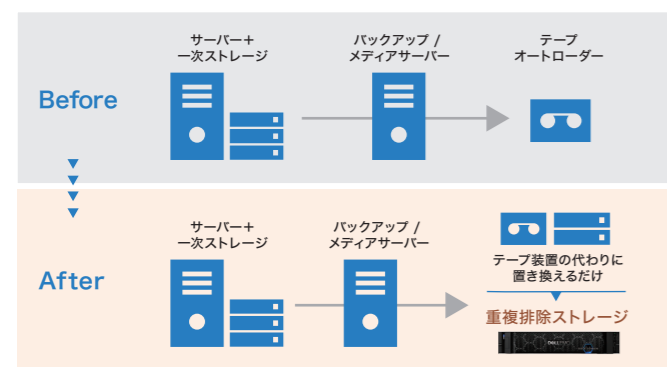 サーバー＋
一次ストレージ
バックアップ /
メディアサーバー
テープ
オートローダー
Before
サーバー＋
一次ストレージ
バックアップ /
メディアサーバー
After
テープ装置の代わりに
置き換えるだけ
重複排除ストレージ